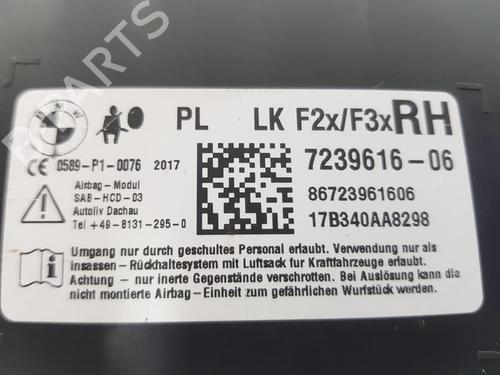 BMW
PL LK F2x/F3x RH
CE 0589-P1-0076 2017
7239616-06
Airbag-Modul
SAB-HCD-03
Autoliv Dachau
Tel +49-8131-295-0
86723961606
17B340AA8298
Umgang nur durch geschultes Personal erlaubt. Verwendung nur als
Insassen-Rückhaltesystem mit Luftsack für Kraftfahrzeuge erlaubt.
Achtung - nur inerte Gegenstände verschrotten. Bei Auslösung kann die
nicht montierte Airbag-Einheit zum gefährlichen Wurfstück werden.
PARTS